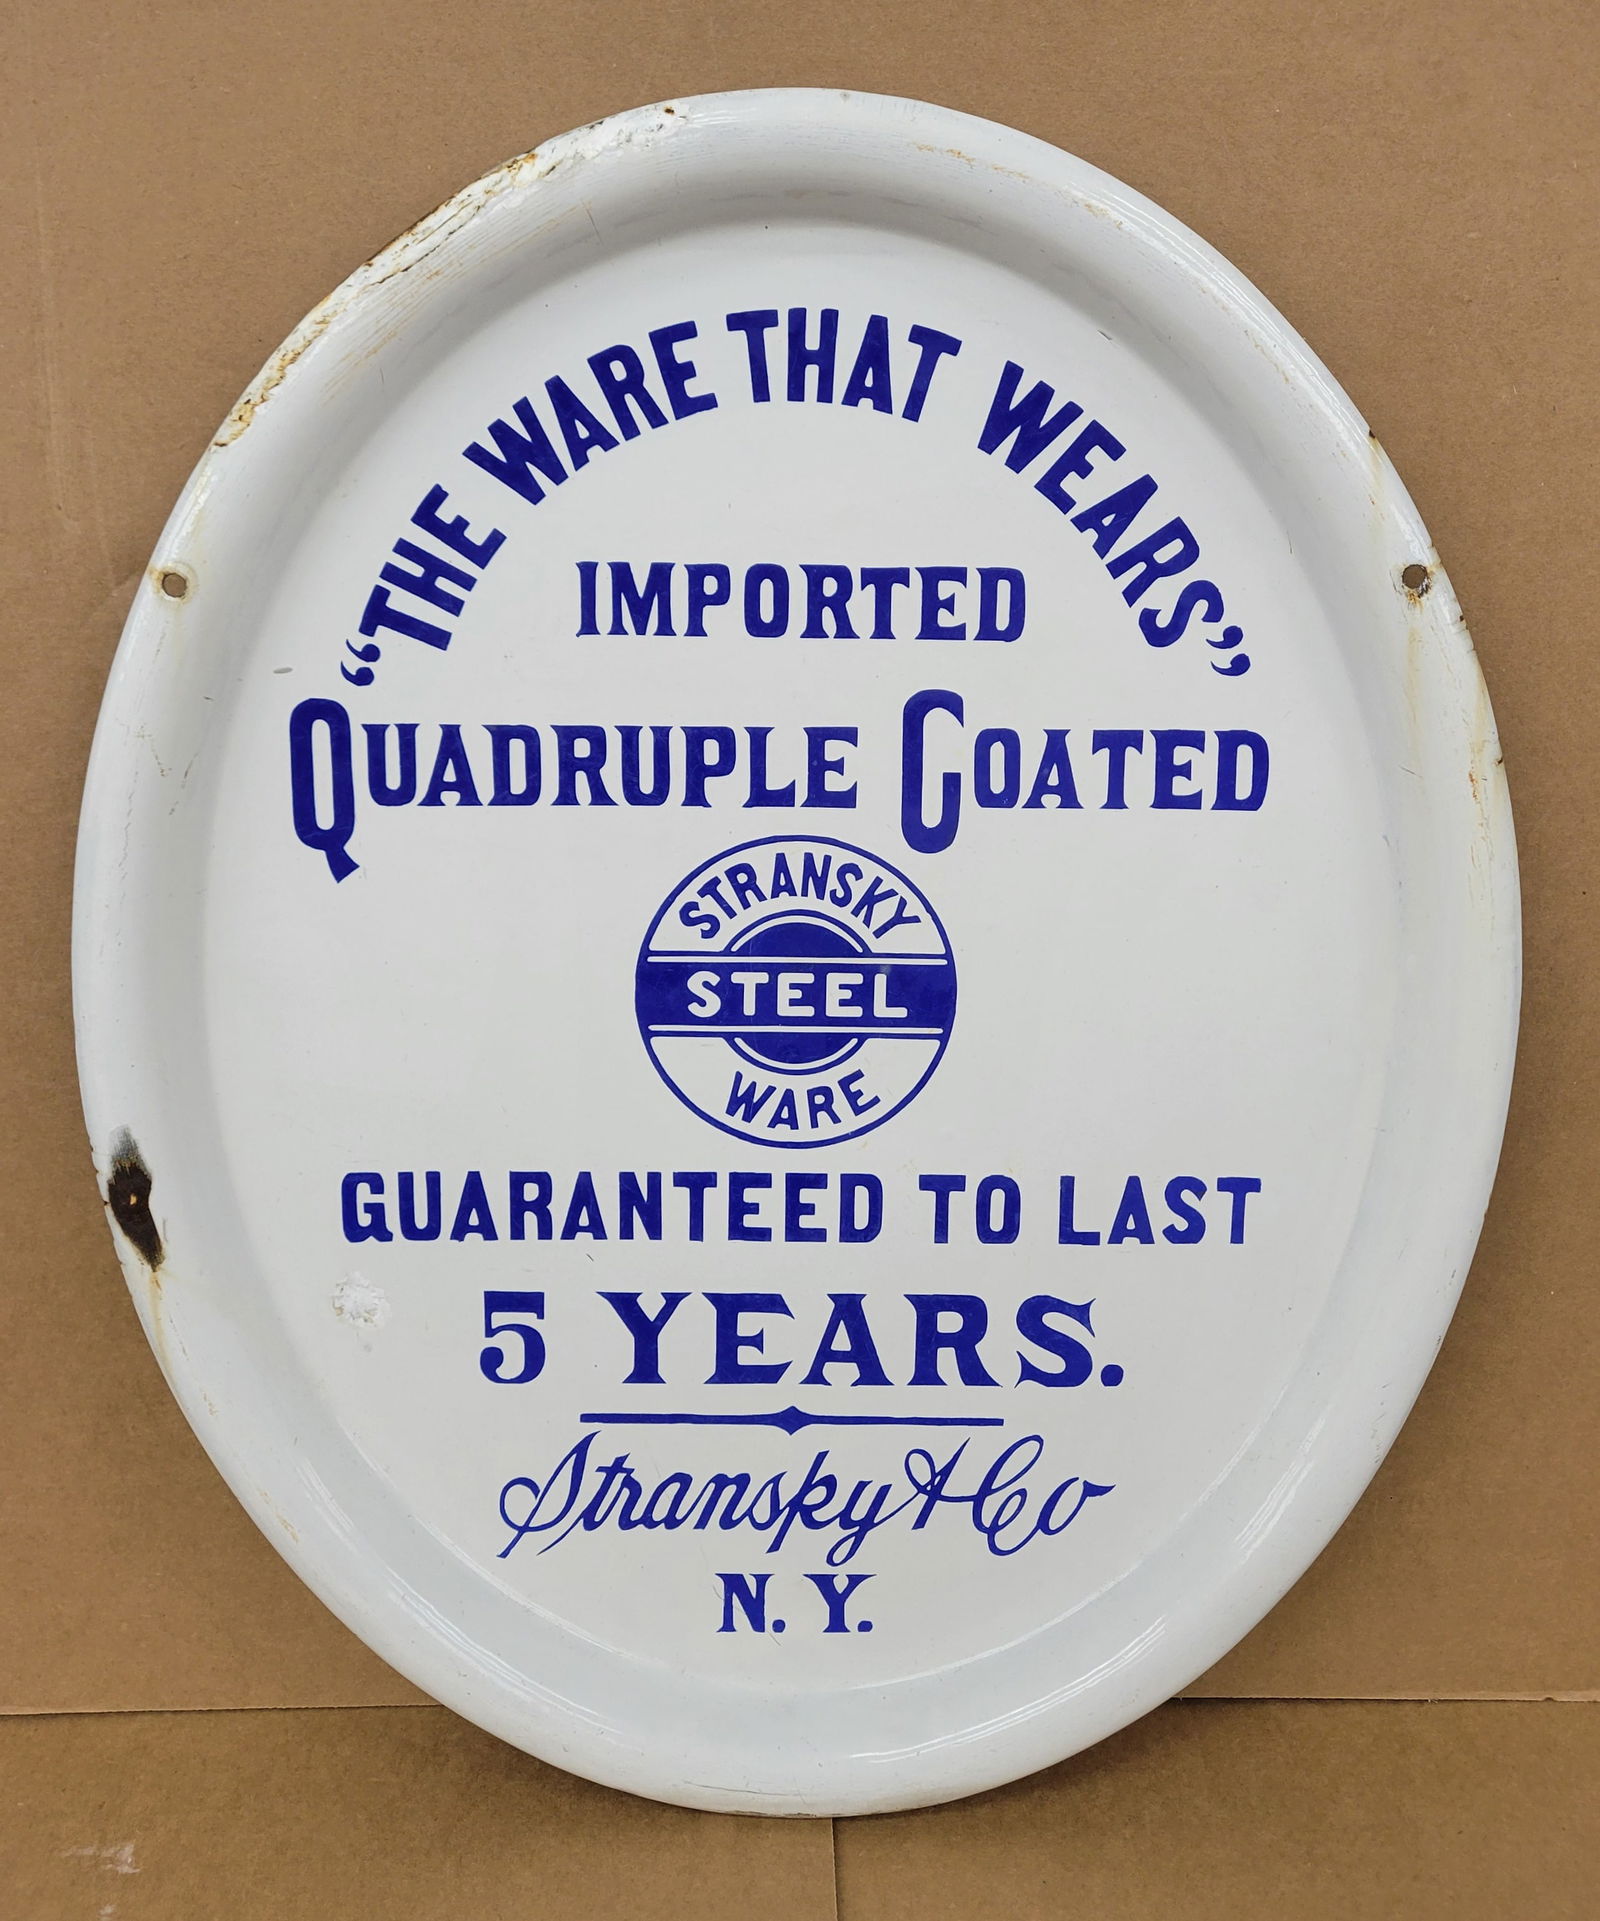 “THE WARE THAT WEARS”
IMPORTED
QUADRUPLE COATED
STRANSKY
STEEL
WARE
GUARANTEED TO LAST
5 YEARS.
Stransky & Co
N. Y.